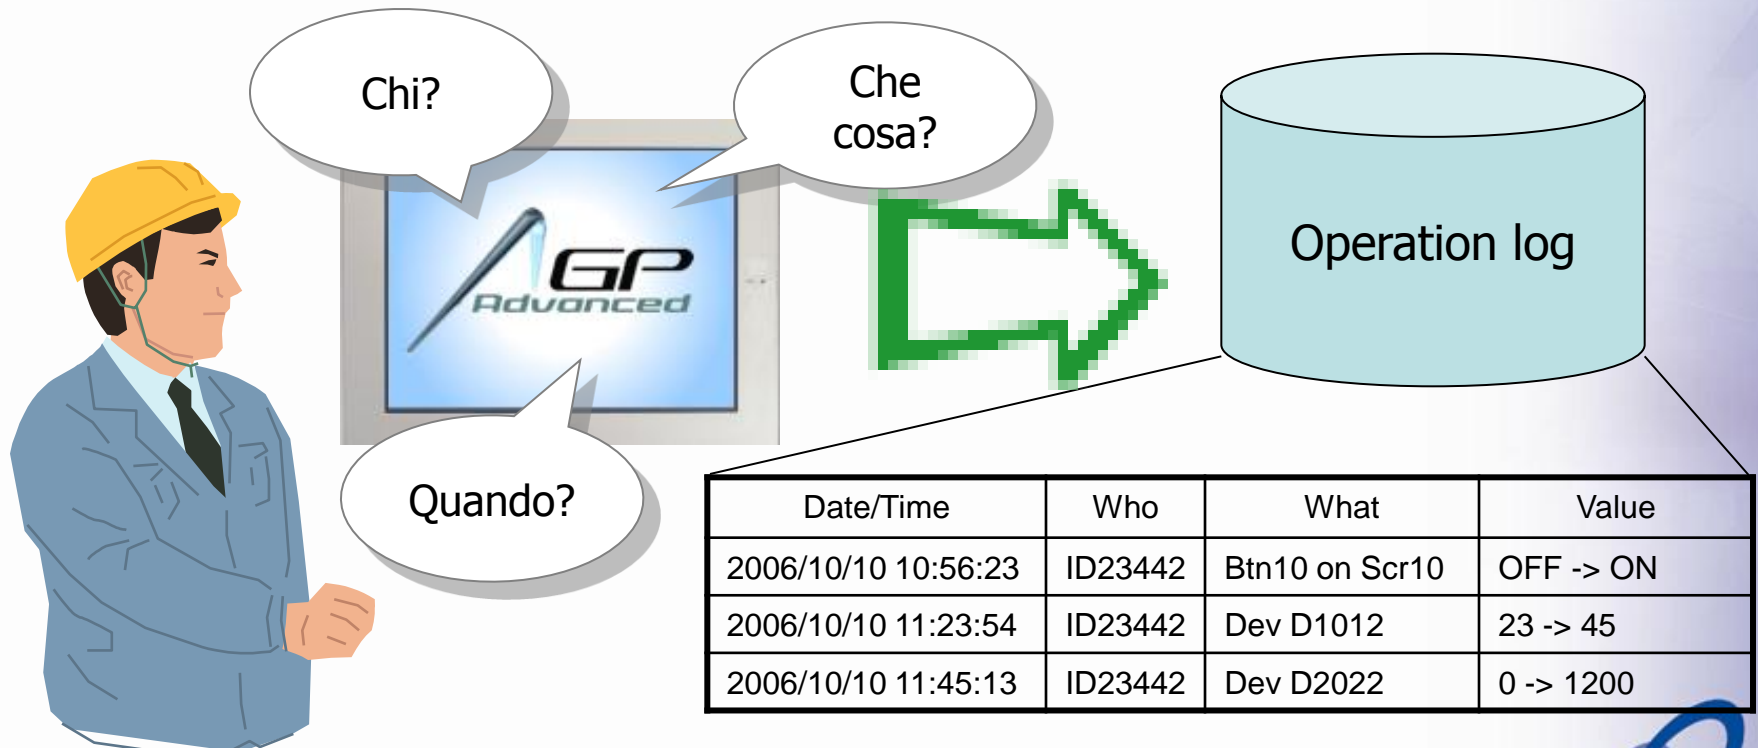 Chi?
Che
cosa?
GP
Advanced
Quando?
Operation log
Date/Time Who What Value
2006/10/10 10:56:23 ID23442 Btn10 on Scr10 OFF -> ON
2006/10/10 11:23:54 ID23442 Dev D1012 23 -> 45
2006/10/10 11:45:13 ID23442 Dev D2022 0 -> 1200